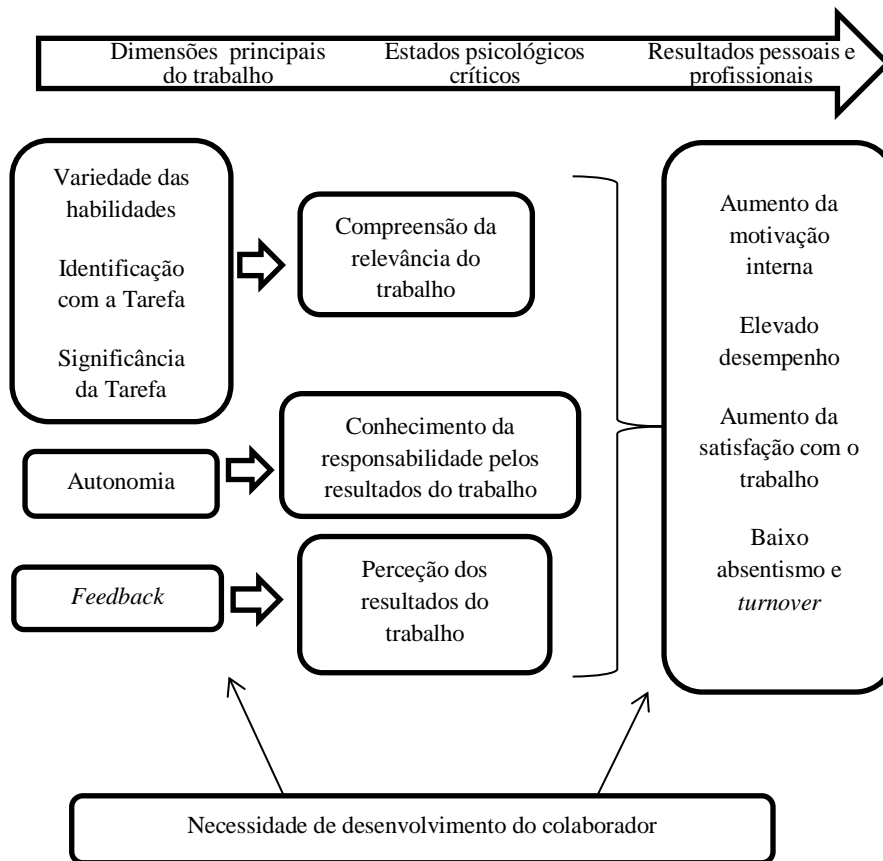 Dimensões principais
do trabalho
Estados psicológicos
críticos
Resultados pessoais e
profissionais
Variedade das
habilidades
Identificação
com a Tarefa
Significância
da Tarefa
Compreensão da
relevância do
trabalho
Autonomia
Conhecimento da
responsabilidade pelos
resultados do trabalho
Feedback
Perceção dos
resultados do
trabalho
Aumento da
motivação
interna
Elevado
desempenho
Aumento da
satisfação com o
trabalho
Baixo
absentismo e
turnover
Necessidade de desenvolvimento do colaborador